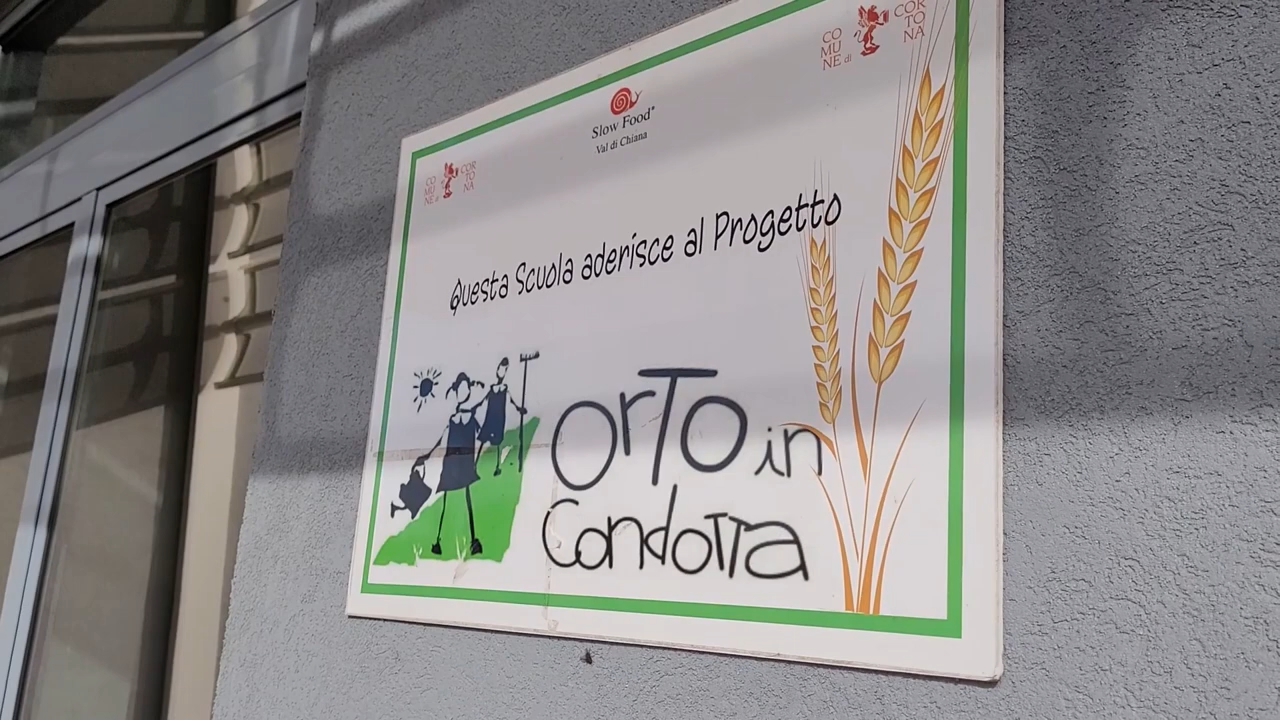 CO
MU
NE di
COR
TO
NA
Slow Food®
Val di Chiana
CO
MU
NE di
COR
TO
NA
Questa Scuola aderisce al Progetto
OrTo in
CondoTTa